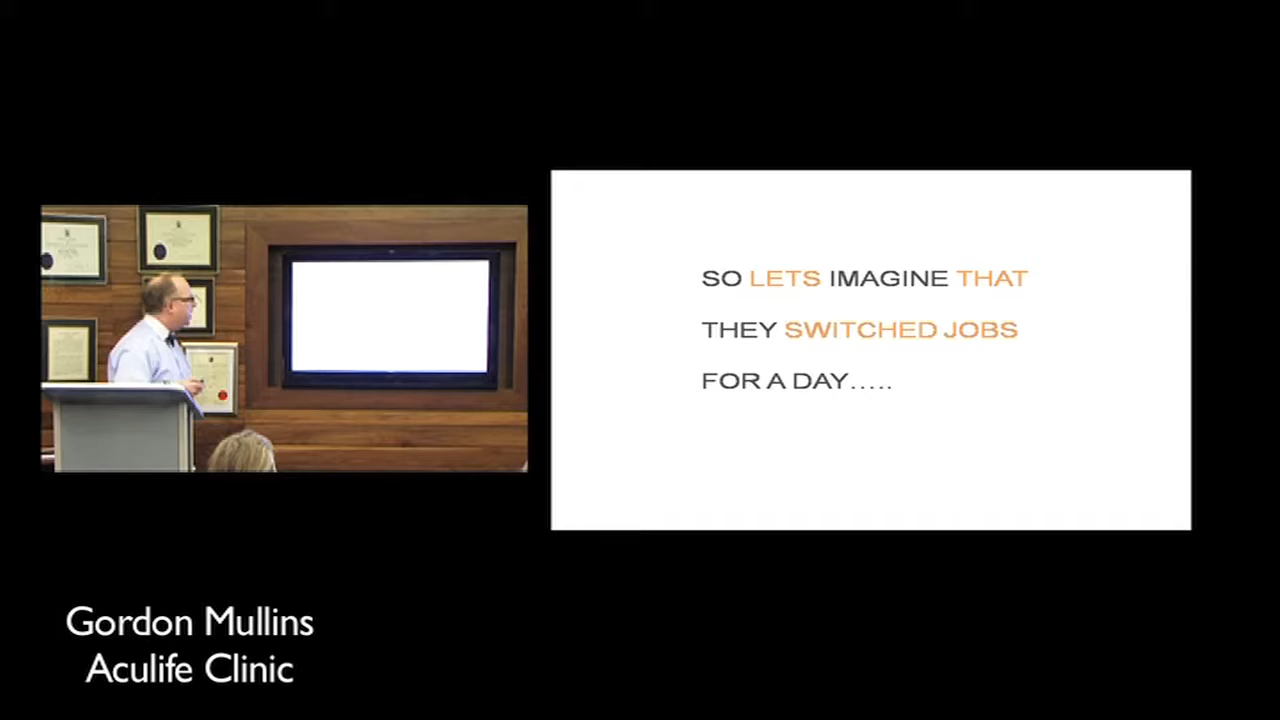 SO LETS IMAGINE THAT
THEY SWITCHED JOBS
FOR A DAY.....
Gordon Mullins
Aculife Clinic